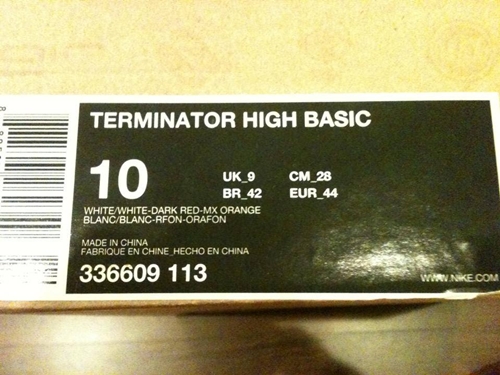 TERMINATOR HIGH BASIC
10 UK_9 CM_28
BR_42 EUR_44
WHITE/WHITE-DARK RED-MX ORANGE
BLANC/BLANC-RFON-ORAFON
MADE IN CHINA
FABRIQUE EN CHINE_HECHO EN CHINA
336609 113
WWW.NIKE.COM